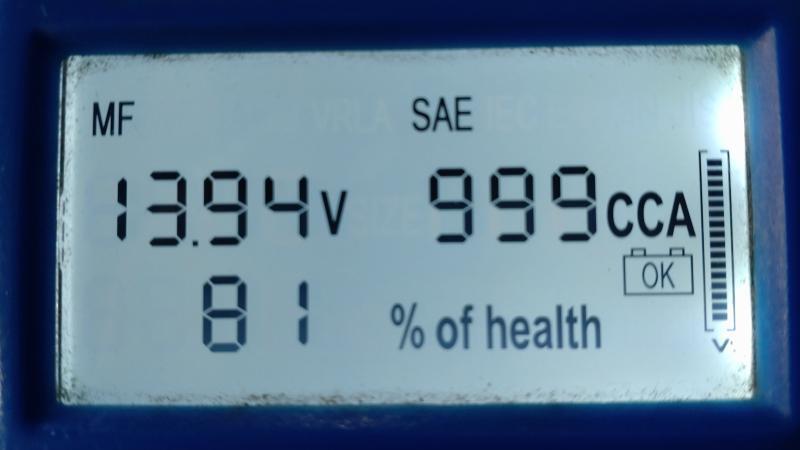 MF SAE
13.94V 999CCA
OK
81 % of health